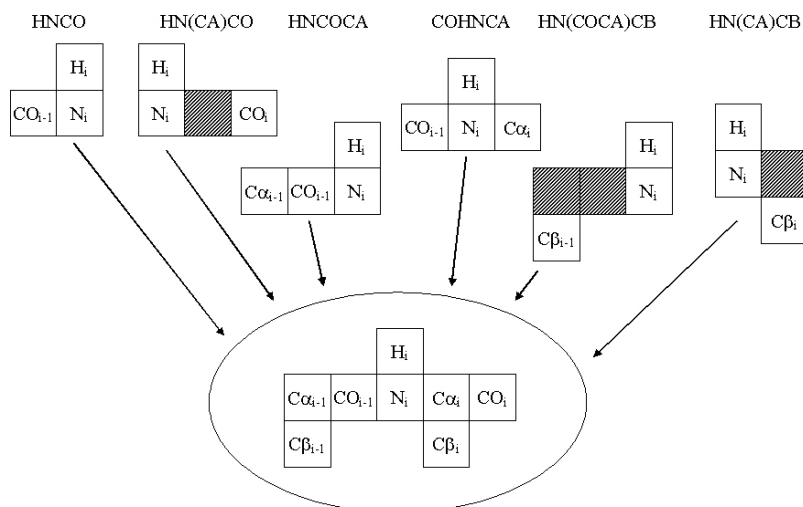 HNCO HN(CA)CO HNCOCA COHNCA HN(COCA)CB HN(CA)CB
Hᵢ
COᵢ₋₁ Nᵢ
Hᵢ
Nᵢ COᵢ
Hᵢ
Cαᵢ₋₁ COᵢ₋₁ Nᵢ
Hᵢ
COᵢ₋₁ Nᵢ Cαᵢ
Hᵢ
Nᵢ
Cβᵢ₋₁
Hᵢ
Nᵢ
Cβᵢ
Hᵢ
Cαᵢ₋₁ COᵢ₋₁ Nᵢ Cαᵢ COᵢ
Cβᵢ₋₁ Cβᵢ